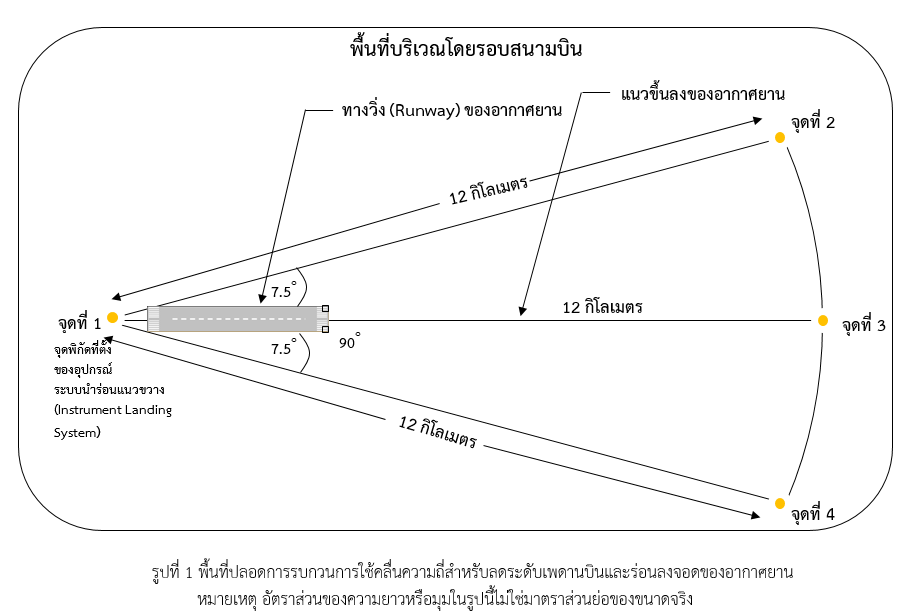 พื้นที่บริเวณโดยรอบสนามบิน
แนวขึ้นลงของอากาศยาน
ทางวิ่ง (Runway) ของอากาศยาน
จุดที่ 2
12 กิโลเมตร
7.5°
12 กิโลเมตร
จุดที่ 1
จุดที่ 3
จุดพิกัดที่ตั้ง
ของอุปกรณ์
ระบบนำร่อนแนวขวาง
(Instrument Landing
System)
7.5°
90°
12 กิโลเมตร
จุดที่ 4
รูปที่ 1 พื้นที่ปลอดการรบกวนการใช้คลื่นความถี่สำหรับลดระดับเพดานบินและร่อนลงจอดของอากาศยาน
หมายเหตุ อัตราส่วนของความยาวหรือมุมในรูปนี้ไม่ใช่มาตราส่วนย่อของขนาดจริง